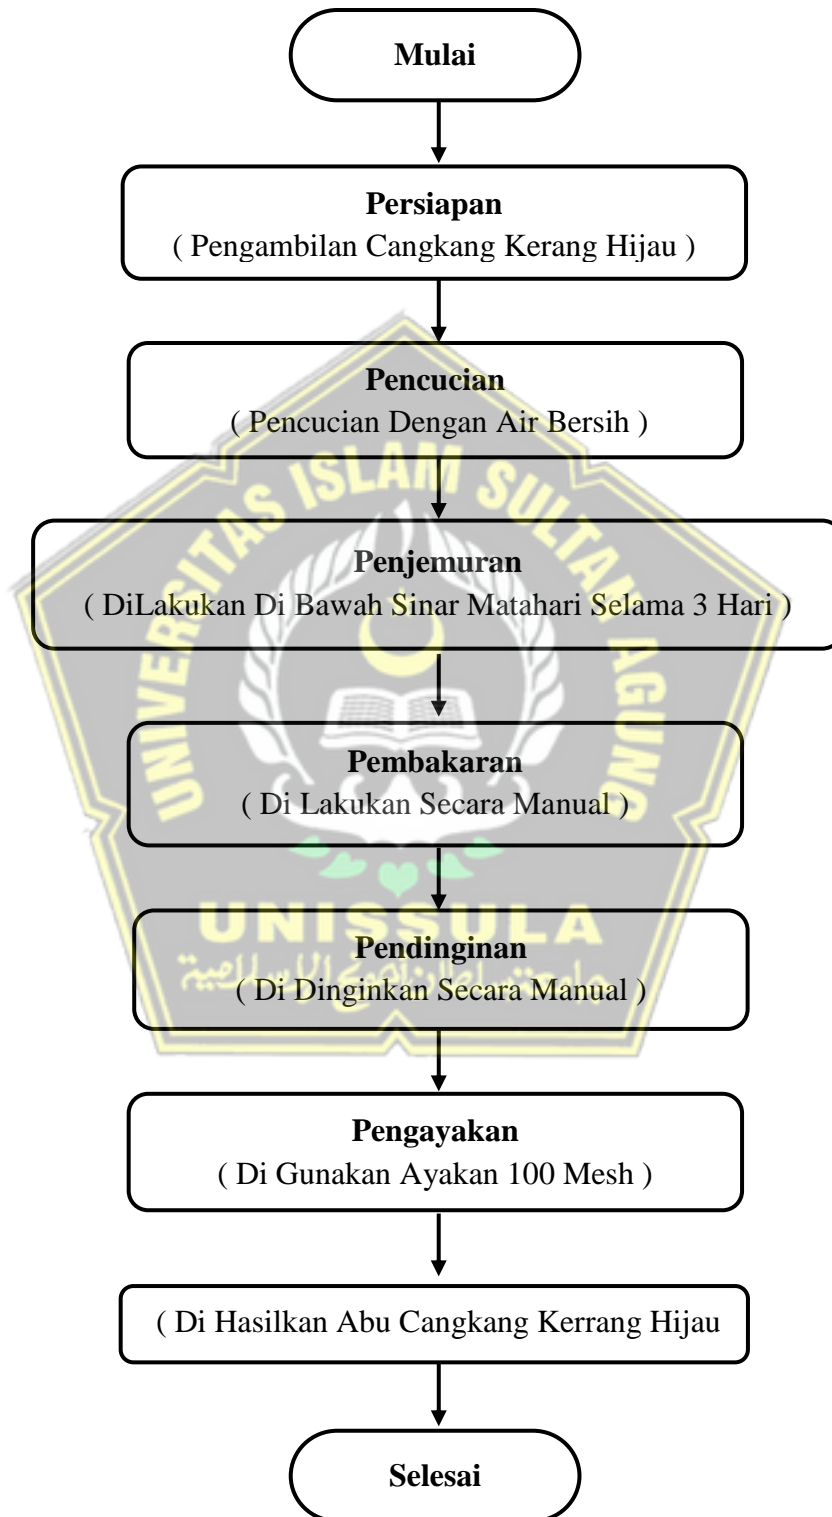 Mulai
Persiapan
( Pengambilan Cangkang Kerang Hijau )
Pencucian
( Pencucian Dengan Air Bersih )
UNIVERSITAS ISLAM SULTAN AGUNG
Penjemuran
( DiLakukan Di Bawah Sinar Matahari Selama 3 Hari )
Pembakaran
( Di Lakukan Secara Manual )
UNISSULA
Pendinginan
( Di Dinginkan Secara Manual )
Pengayakan
( Di Gunakan Ayakan 100 Mesh )
( Di Hasilkan Abu Cangkang Kerrang Hijau
Selesai